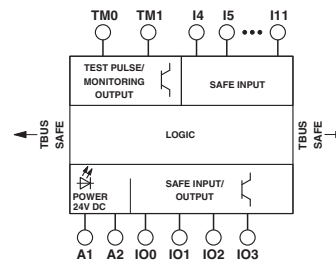 TM0 TM1 I4 I5 ••• I11
TEST PULSE/
MONITORING
OUTPUT
SAFE INPUT
TBUS
SAFE
LOGIC
TBUS
SAFE
POWER
24V DC
SAFE INPUT/
OUTPUT
A1 A2 IO0 IO1 IO2 IO3